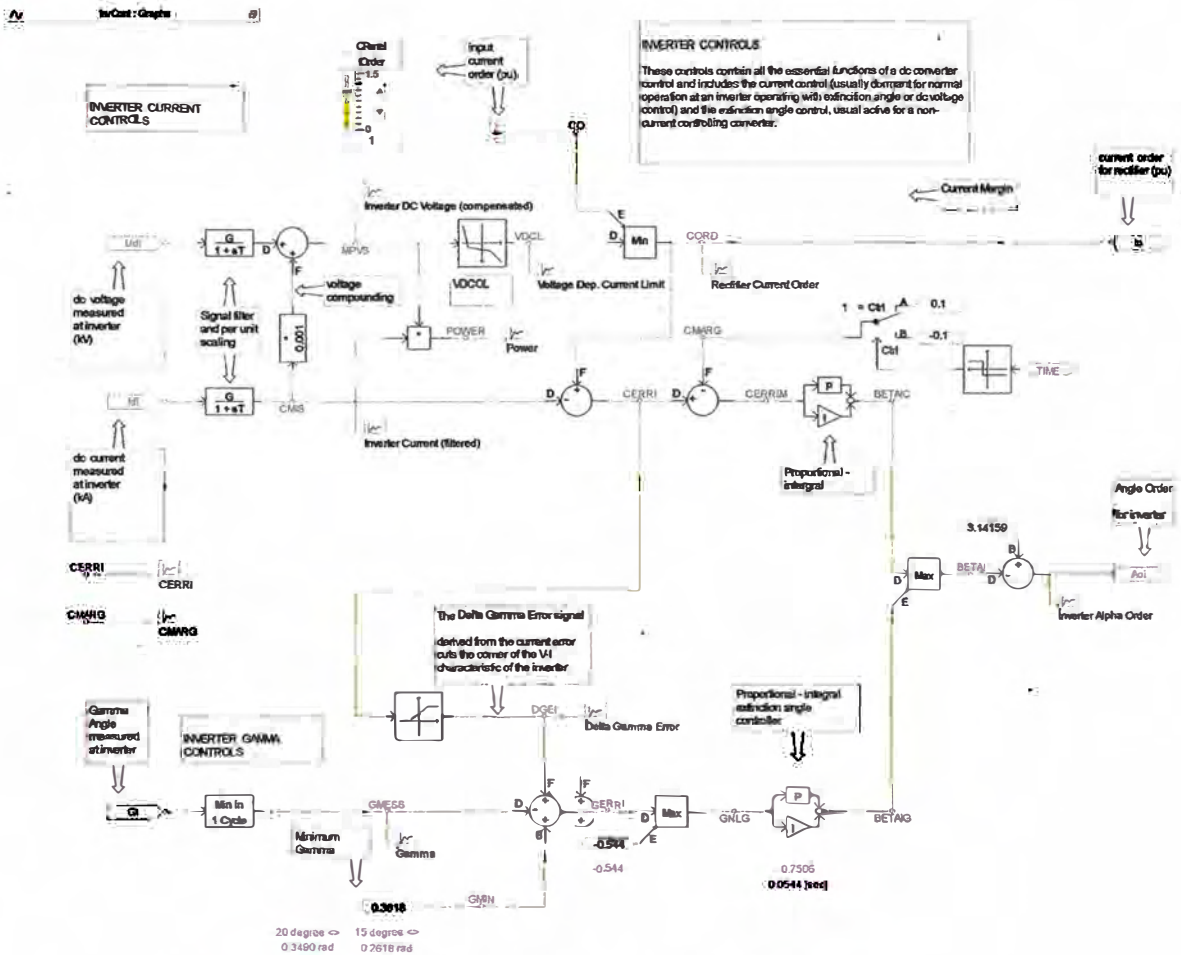 InvCont : Graphs
CPanel
IOrder
1.5
0
1
input
current
order (pu)
INVERTER CURRENT
CONTROLS
INVERTER CONTROLS
These controls contain all the essential functions of a dc converter
control and includes the current control (usually dormant for normal
operation at an inverter operating with extinction angle or dc voltage
control) and the extinction angle control, usual active for a non-
current controlling converter.
CO
current order
for rectifier (pu)
Current Margin
Inverter DC Voltage (compensated)
Udi
G
1 + sT
D
F
MPVS
VDCL
VDCOL
Voltage Dep. Current Limit
E
D
Min
CORD
Rectifier Current Order
dc voltage
measured
at inverter
(kV)
Signal filter
and per unit
scaling
voltage
compounding
*
0.001
*
POWER
Power
CMARG
1 = Ctrl
A
0.1
B
-0.1
Ctrl
TIME
G
1 + sT
CMIS
Inverter Current (filtered)
D
F
CERRI
D
F
CERRIM
P
I
BETAIC
Proportional -
intergral
dc current
measured
at inverter
(kA)
Angle Order
for inverter
3.14159
B
D
E
Max
BETAI
D
Aoi
Inverter Alpha Order
CERRI
CERRI
CMARG
CMARG
The Delta Gamma Error signal
derived from the current error
cuts the corner of the V-I
characteristic of the inverter
DGEI
Delta Gamma Error
Gamma
Angle
measured
at inverter
INVERTER GAMMA
CONTROLS
Proportional - integral
extinction angle
controller
GI
Min in
1 Cycle
GMESS
Gamma
D
F
B
F
GERRI
D
E
Max
-0.544
-0.544
GNLG
P
I
BETAIG
-0.7506
0.0544 [sec]
Minimum
Gamma
0.3618
GMIN
20 degree <>
0.3490 rad
15 degree <>
0.2618 rad